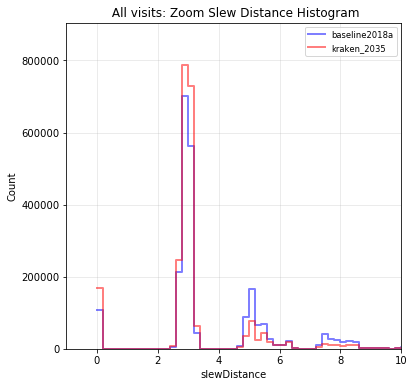 All visits: Zoom Slew Distance Histogram
baseline2018a
kraken_2035
800000
600000
400000
200000
0
Count
0 2 4 6 8 10
slewDistance